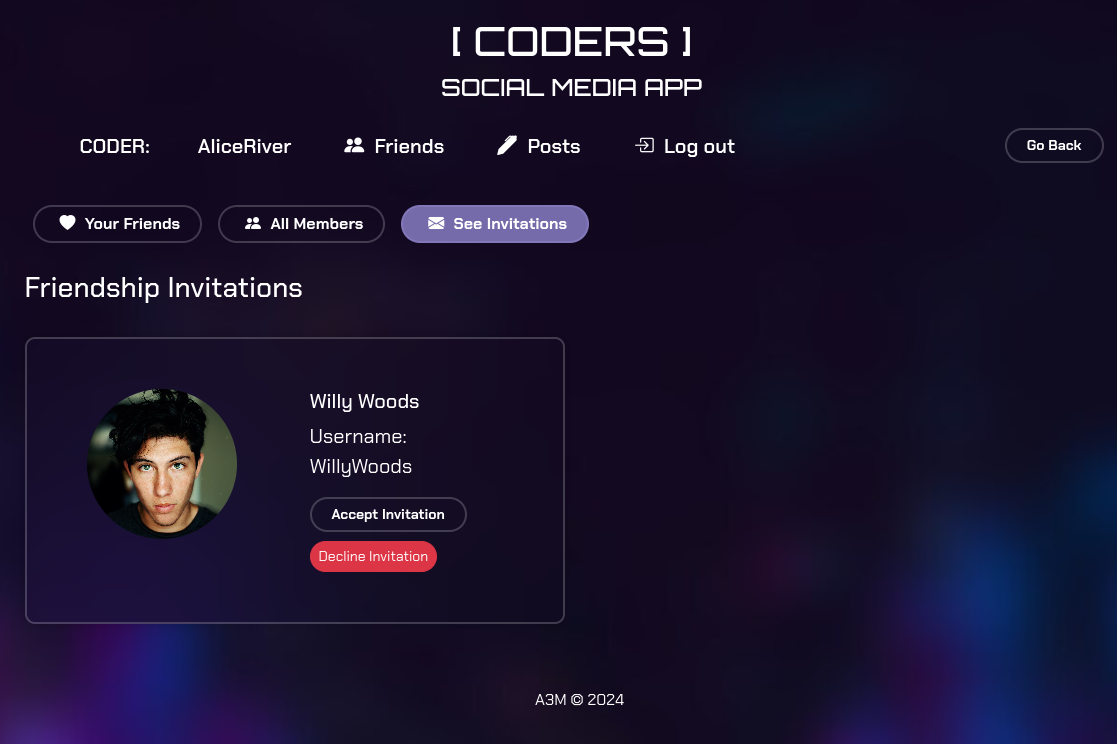 [ CODERS ]
SOCIAL MEDIA APP
CODER: AliceRiver Friends Posts Log out Go Back
Your Friends All Members See Invitations
Friendship Invitations
Willy Woods
Username:
WillyWoods
Accept Invitation
Decline Invitation
A3M © 2024